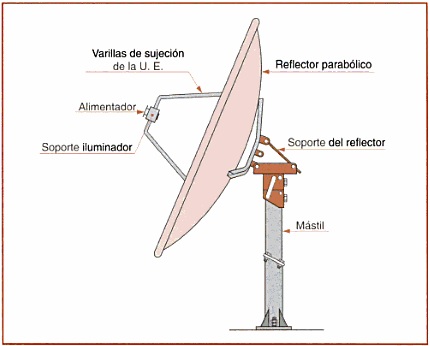 Varillas de sujeción
de la U. E.
Reflector parabólico
Alimentador
Soporte iluminador
Soporte del reflector
Mástil